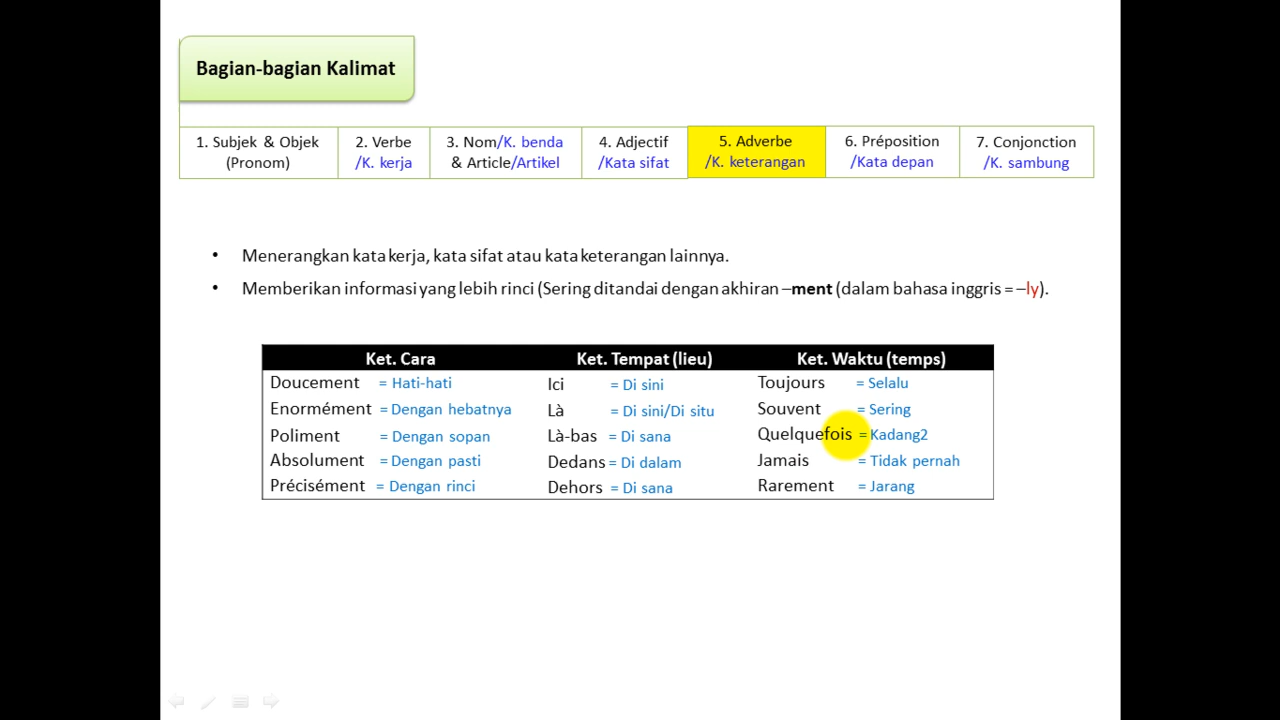 Bagian-bagian Kalimat
1. Subjek & Objek (Pronom)
2. Verbe /K. kerja
3. Nom/K. benda & Article/Artikel
4. Adjectif /Kata sifat
5. Adverbe /K. keterangan
6. Préposition /Kata depan
7. Conjonction /K. sambung
• Menerangkan kata kerja, kata sifat atau kata keterangan lainnya.
• Memberikan informasi yang lebih rinci (Sering ditandai dengan akhiran –ment (dalam bahasa inggris = –ly).
Ket. Cara Ket. Tempat (lieu) Ket. Waktu (temps)
Doucement = Hati-hati Ici = Di sini Toujours = Selalu
Enormément = Dengan hebatnya Là = Di sini/Di situ Souvent = Sering
Poliment = Dengan sopan Là-bas = Di sana Quelquefois = Kadang2
Absolument = Dengan pasti Dedans = Di dalam Jamais = Tidak pernah
Précisément = Dengan rinci Dehors = Di sana Rarement = Jarang